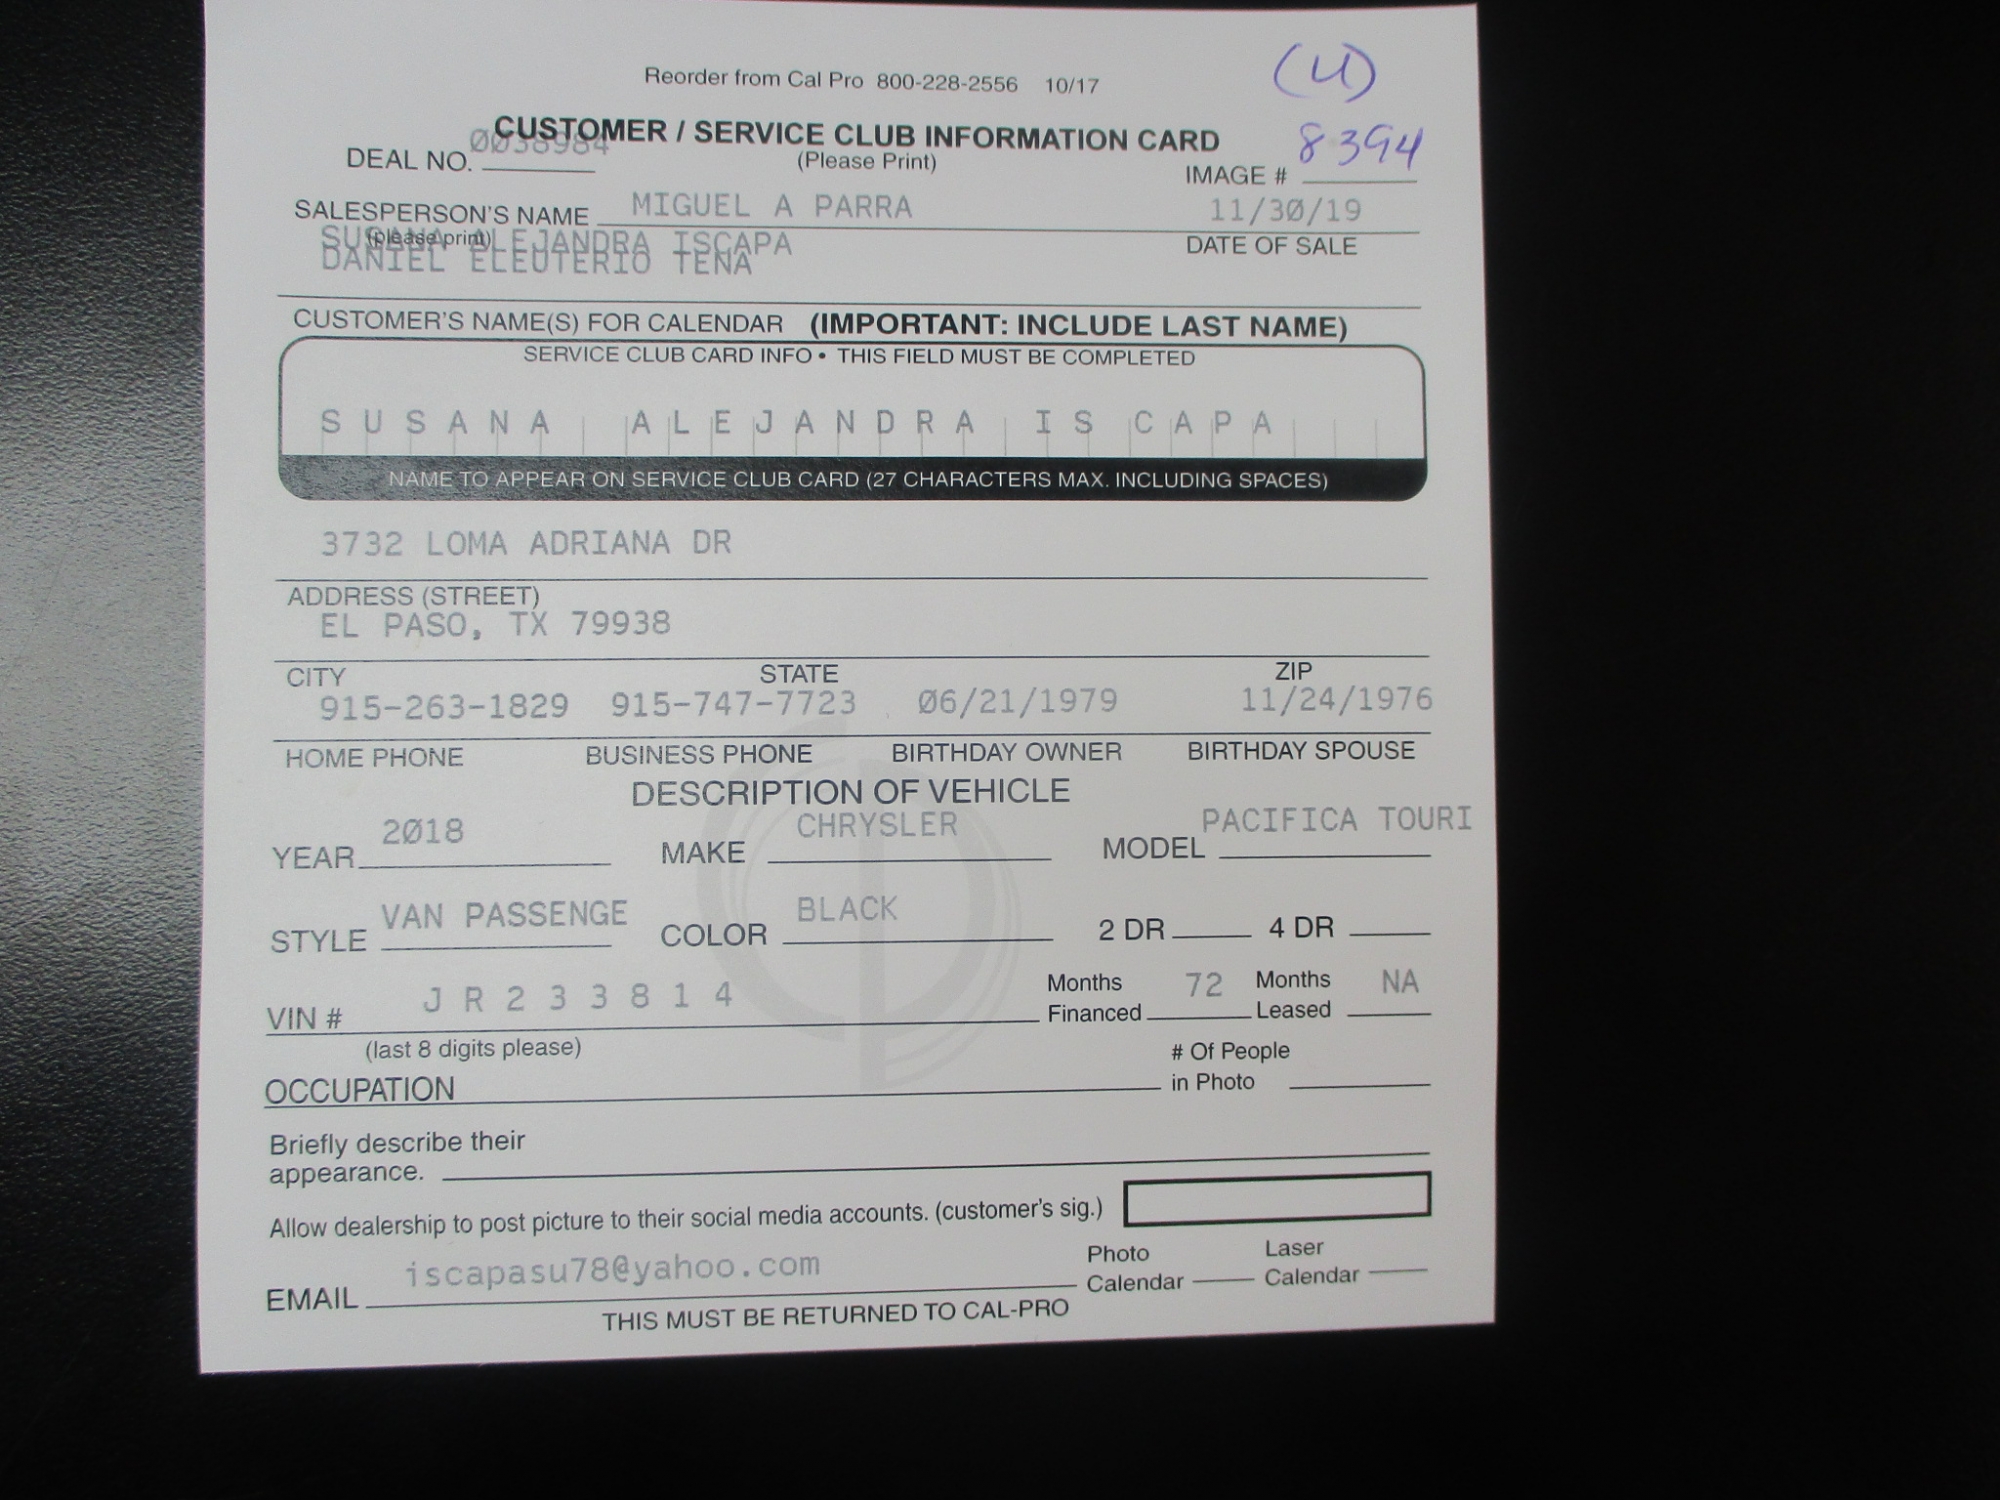 Reorder from Cal Pro 800-228-2556 10/17
(U)
CUSTOMER / SERVICE CLUB INFORMATION CARD
DEAL NO. 0038984 (Please Print) IMAGE # 8394
SALESPERSON'S NAME MIGUEL A PARRA 11/30/19
(please print) DATE OF SALE
SUSANA ALEJANDRA ISCAPA
DANIEL ELEUTERIO TENA
CUSTOMER'S NAME(S) FOR CALENDAR (IMPORTANT: INCLUDE LAST NAME)
SERVICE CLUB CARD INFO • THIS FIELD MUST BE COMPLETED
SUSANA ALEJANDRA ISCAPA
NAME TO APPEAR ON SERVICE CLUB CARD (27 CHARACTERS MAX. INCLUDING SPACES)
3732 LOMA ADRIANA DR
ADDRESS (STREET)
EL PASO, TX 79938
CITY STATE ZIP
915-263-1829 915-747-7723 06/21/1979 11/24/1976
HOME PHONE BUSINESS PHONE BIRTHDAY OWNER BIRTHDAY SPOUSE
DESCRIPTION OF VEHICLE
YEAR 2018 MAKE CHRYSLER MODEL PACIFICA TOURI
STYLE VAN PASSENGE COLOR BLACK 2 DR 4 DR
VIN # JR233814 Months Financed 72 Months Leased NA
(last 8 digits please)
OCCUPATION # Of People in Photo
Briefly describe their
appearance.
Allow dealership to post picture to their social media accounts. (customer's sig.)
EMAIL iscapasu78@yahoo.com Photo Calendar Laser Calendar
THIS MUST BE RETURNED TO CAL-PRO